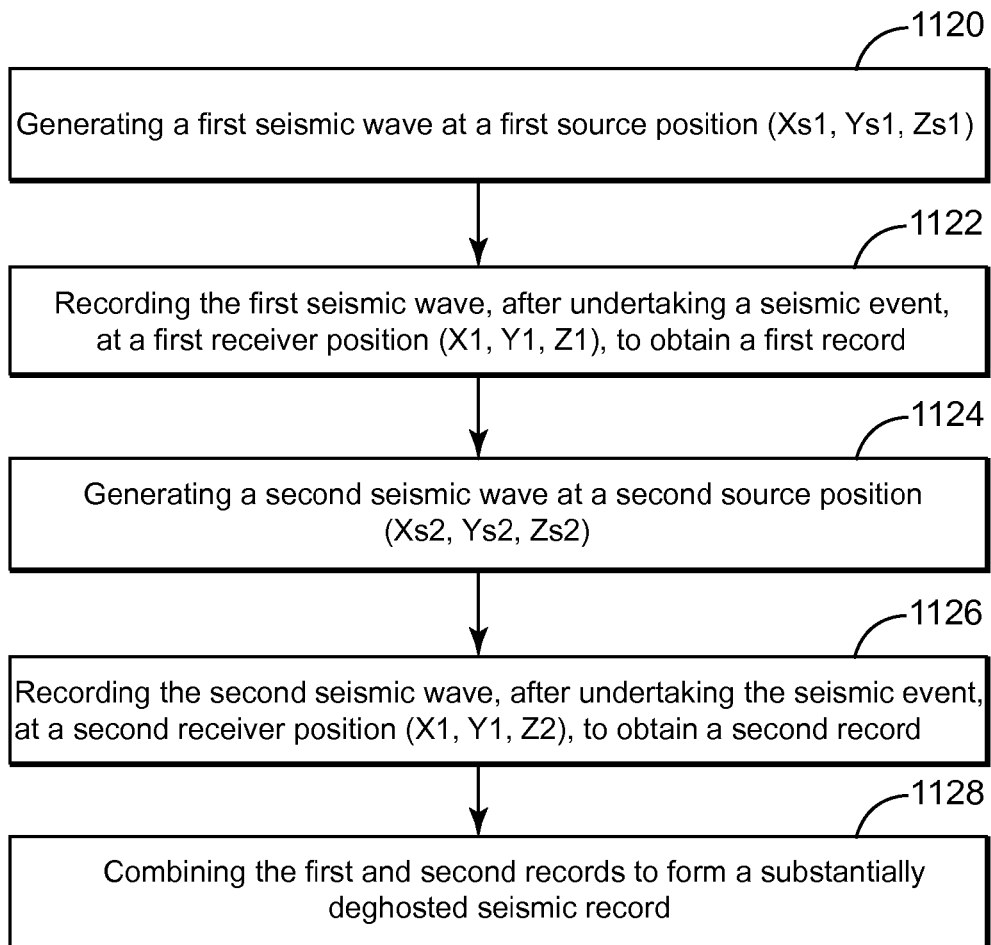 1120
Generating a first seismic wave at a first source position (Xs1, Ys1, Zs1)
1122
Recording the first seismic wave, after undertaking a seismic event,
at a first receiver position (X1, Y1, Z1), to obtain a first record
1124
Generating a second seismic wave at a second source position
(Xs2, Ys2, Zs2)
1126
Recording the second seismic wave, after undertaking the seismic event,
at a second receiver position (X1, Y1, Z2), to obtain a second record
1128
Combining the first and second records to form a substantially
deghosted seismic record